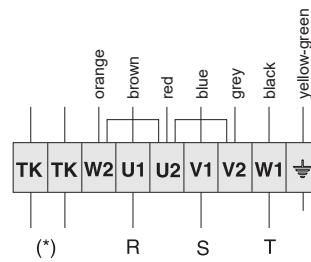 orange brown red blue grey black yellow-green
TK TK W2 U1 U2 V1 V2 W1
(*) R S T